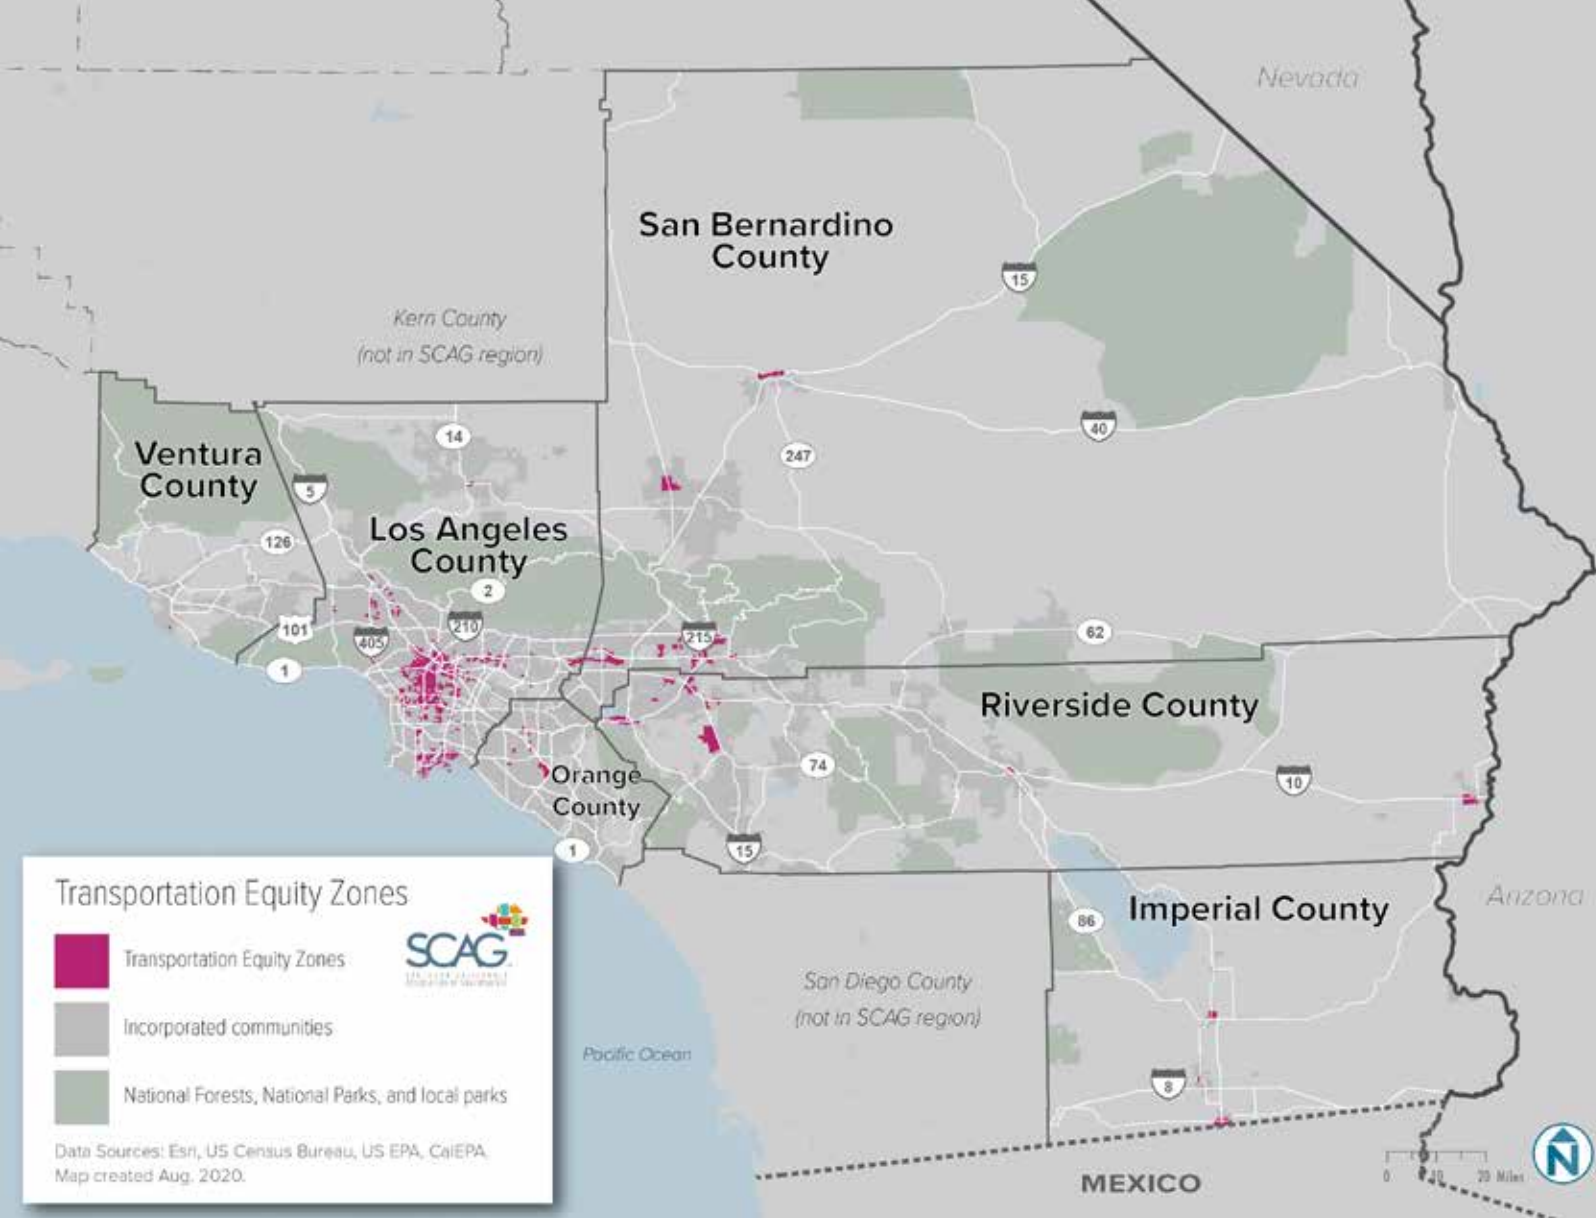 Nevada
San Bernardino
County
15
Kern County
(not in SCAG region)
40
14
247
Ventura
County
5
Los Angeles
County
126
2
101
405
210
215
62
1
Riverside County
74
Orange
County
10
1
15
Transportation Equity Zones
SCAG
Transportation Equity Zones
Incorporated communities
National Forests, National Parks, and local parks
Data Sources: Esri, US Census Bureau, US EPA, CalEPA.
Map created Aug. 2020.
86
Imperial County
Arizona
San Diego County
(not in SCAG region)
Pacific Ocean
8
MEXICO
0 10 20 Miles
N